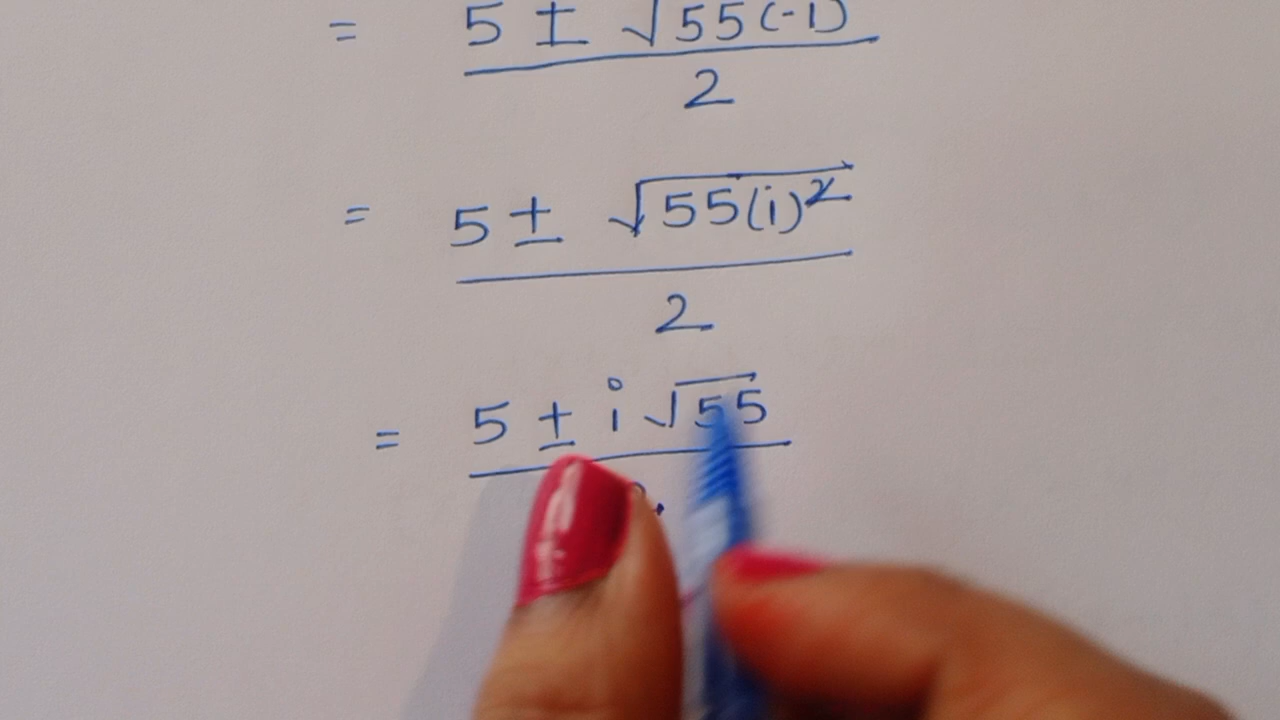 = 5 ± √55(-1)
2
= 5 ± √55(i)²
2
= 5 ± i√55